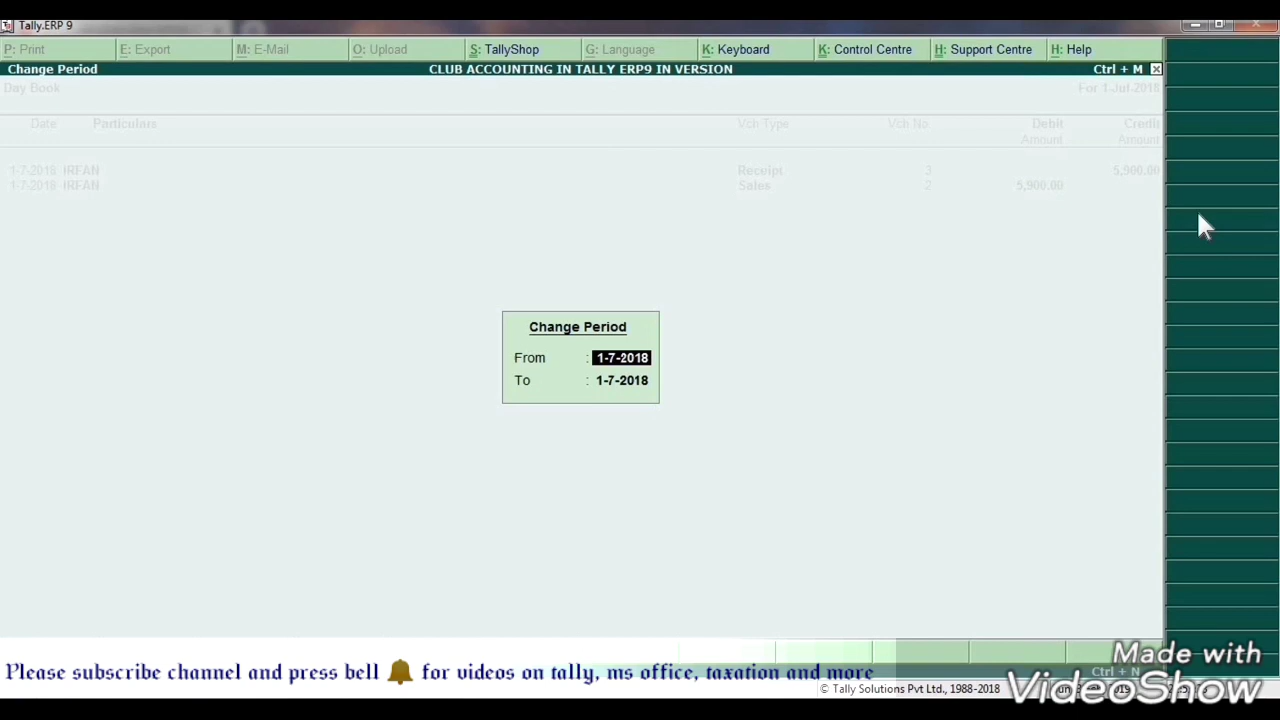 Tally.ERP 9
P: Print E: Export M: E-Mail O: Upload S: TallyShop G: Language K: Keyboard K: Control Centre H: Support Centre H: Help
Change Period CLUB ACCOUNTING IN TALLY ERP9 IN VERSION Ctrl + M
Day Book For 1-Jul-2018
Date Particulars Vch Type Vch No. Debit Credit
Amount Amount
1-7-2018 IRFAN Receipt 3 5,900.00
1-7-2018 IRFAN Sales 2 5,900.00
Change Period
From : 1-7-2018
To : 1-7-2018
Please subscribe channel and press bell for videos on tally, ms office, taxation and more
Ctrl + N
Made with
VideoShow
© Tally Solutions Pvt Ltd., 1988-2018